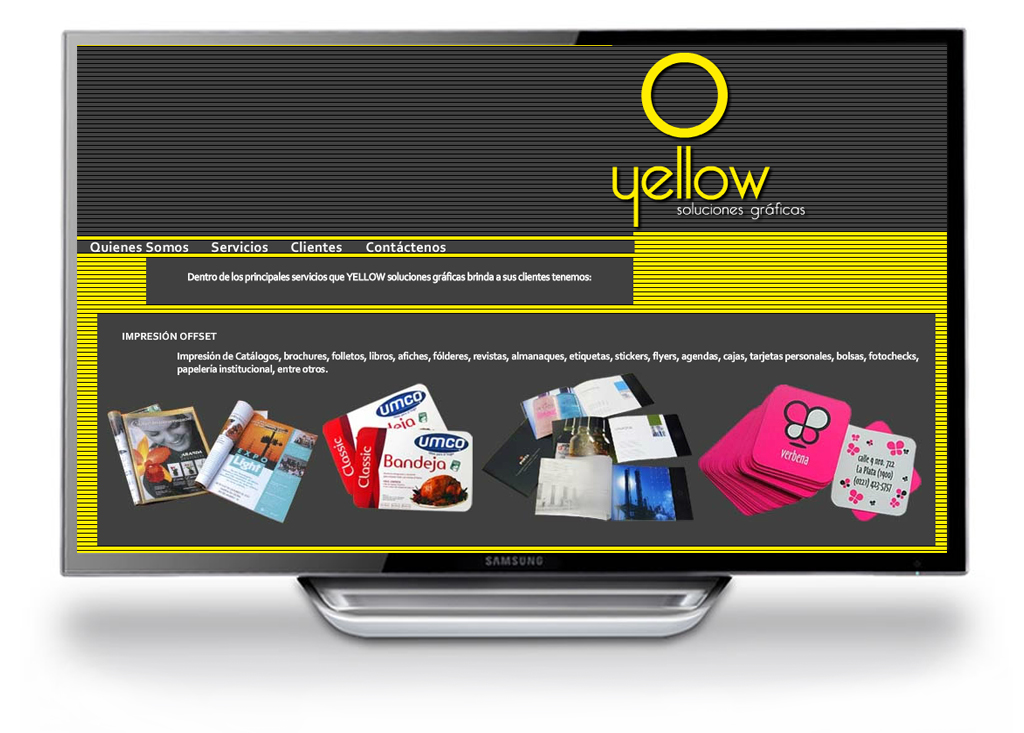 yellow
soluciones gráficas
Quienes Somos Servicios Clientes Contáctenos
Dentro de los principales servicios que YELLOW soluciones gráficas brinda a sus clientes tenemos:
IMPRESIÓN OFFSET
Impresión de Catálogos, brochures, folletos, libros, afiches, fólderes, revistas, almanaques, etiquetas, stickers, flyers, agendas, cajas, tarjetas personales, bolsas, fotochecks,
papelería institucional, entre otros.
EXPO
Light
Classic
UMCO
Classic
UMCO
Bandeja
verbena
calle 9 nro. 712
La Plata (1900)
(0221) 423-5757
SAMSUNG